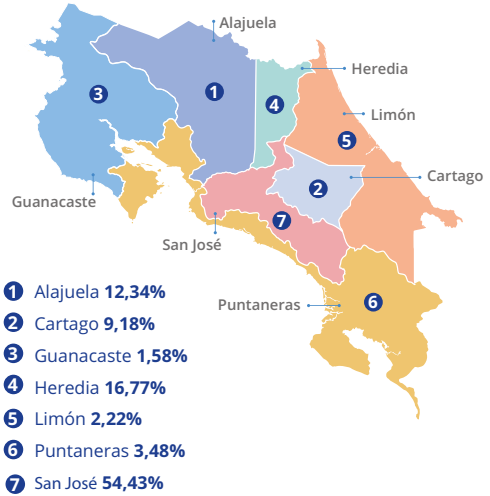 Alajuela
Heredia
3
1
4
Limón
5
Cartago
2
Guanacaste
7
San José
Puntaneras
6
1 Alajuela 12,34%
2 Cartago 9,18%
3 Guanacaste 1,58%
4 Heredia 16,77%
5 Limón 2,22%
6 Puntaneras 3,48%
7 San José 54,43%